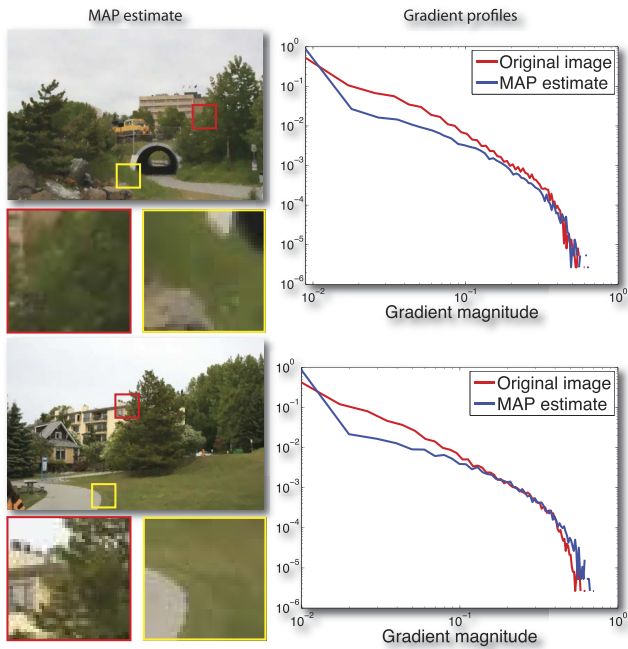 MAP estimate
Gradient profiles
10⁰
10⁻¹
10⁻²
10⁻³
10⁻⁴
10⁻⁵
10⁻⁶
Original image
MAP estimate
10⁻² 10⁻¹ 10⁰
Gradient magnitude
10⁰
10⁻¹
10⁻²
10⁻³
10⁻⁴
10⁻⁵
10⁻⁶
Original image
MAP estimate
10⁻² 10⁻¹ 10⁰
Gradient magnitude